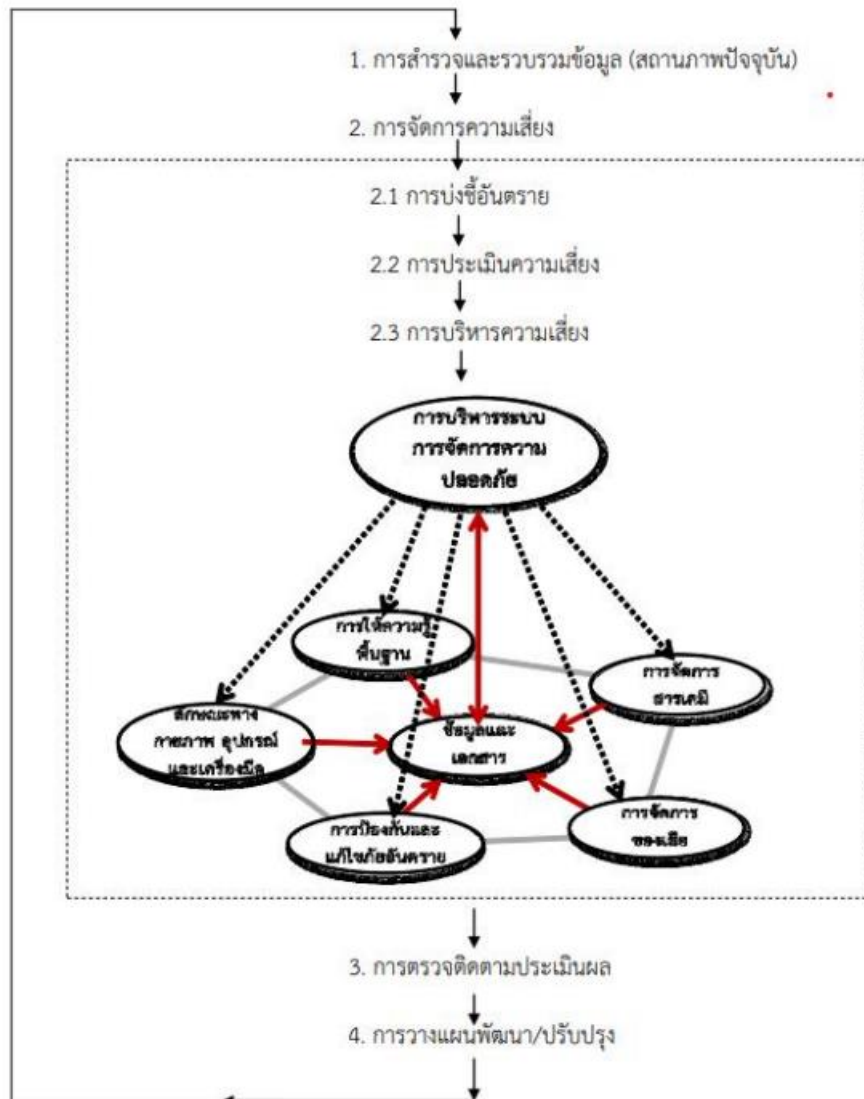 1. การสำรวจและรวบรวมข้อมูล (สถานภาพปัจจุบัน)
2. การจัดการความเสี่ยง
2.1 การบ่งชี้อันตราย
2.2 การประเมินความเสี่ยง
2.3 การบริหารความเสี่ยง
การบริหารระบบ
การจัดการความ
ปลอดภัย
การให้ความรู้
พื้นฐาน
การจัดการ
สารเคมี
ลักษณะทาง
กายภาพ อุปกรณ์
และเครื่องมือ
ข้อมูลและ
เอกสาร
การป้องกันและ
แก้ไขภัยอันตราย
การจัดการ
ของเสีย
3. การตรวจติดตามประเมินผล
4. การวางแผนพัฒนา/ปรับปรุง